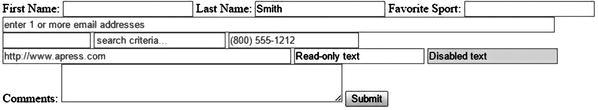 First Name: Last Name: Smith Favorite Sport:
enter 1 or more email addresses
search criteria... (800) 555-1212
http://www.apress.com Read-only text Disabled text
Comments: Submit